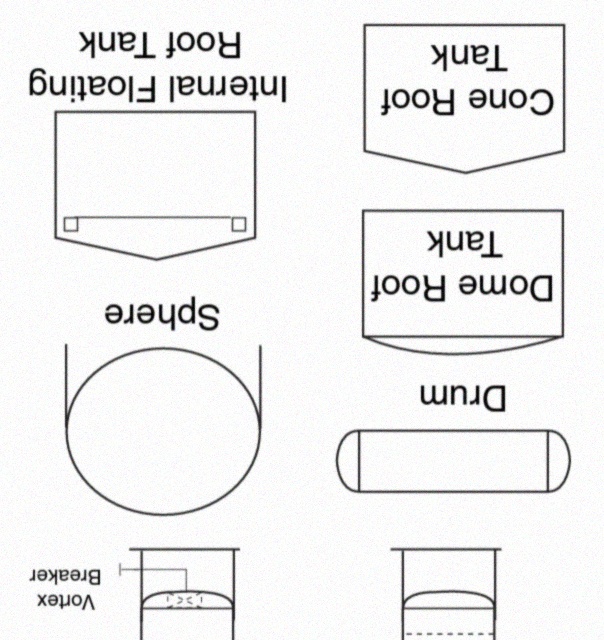 Vortex
Breaker
Drum
Sphere
Dome Roof
Tank
Cone Roof
Tank
Internal Floating
Roof Tank